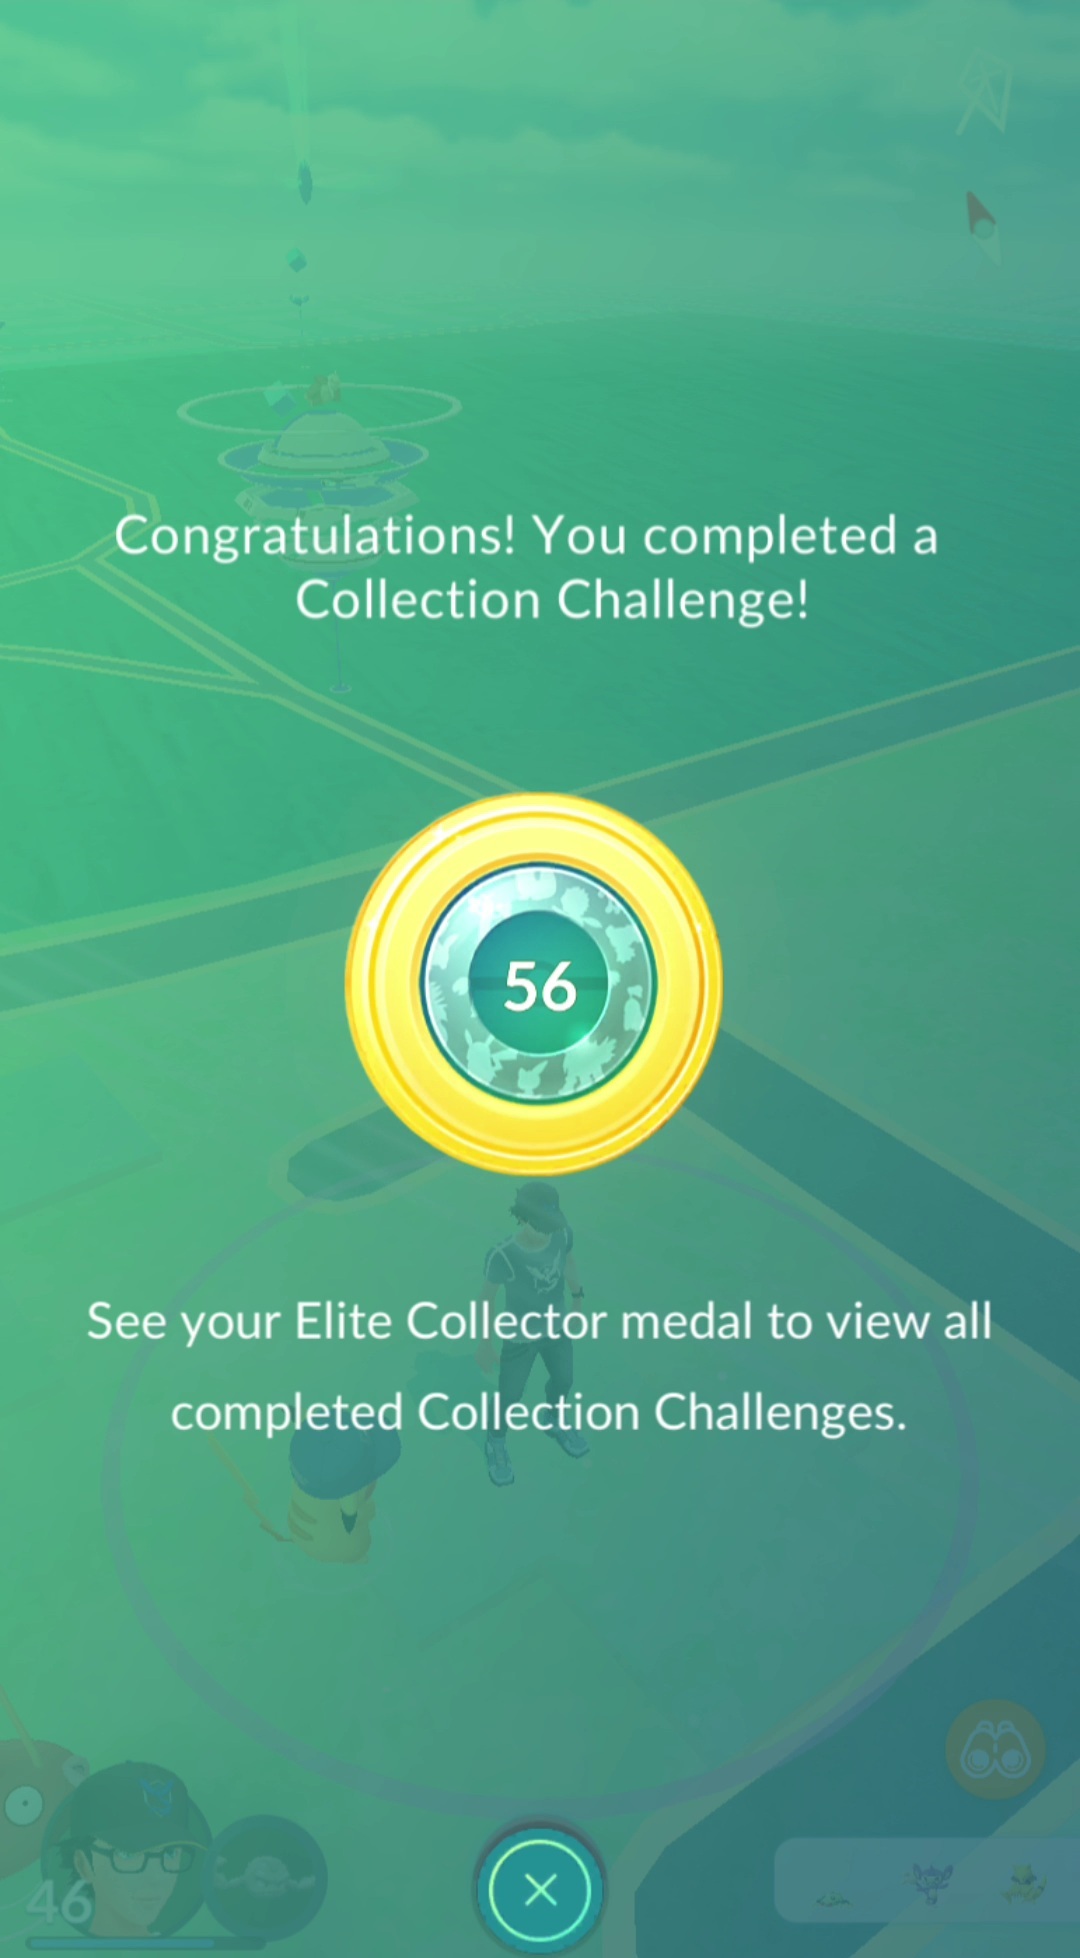 Congratulations! You completed a
Collection Challenge!
56
See your Elite Collector medal to view all
completed Collection Challenges.
46